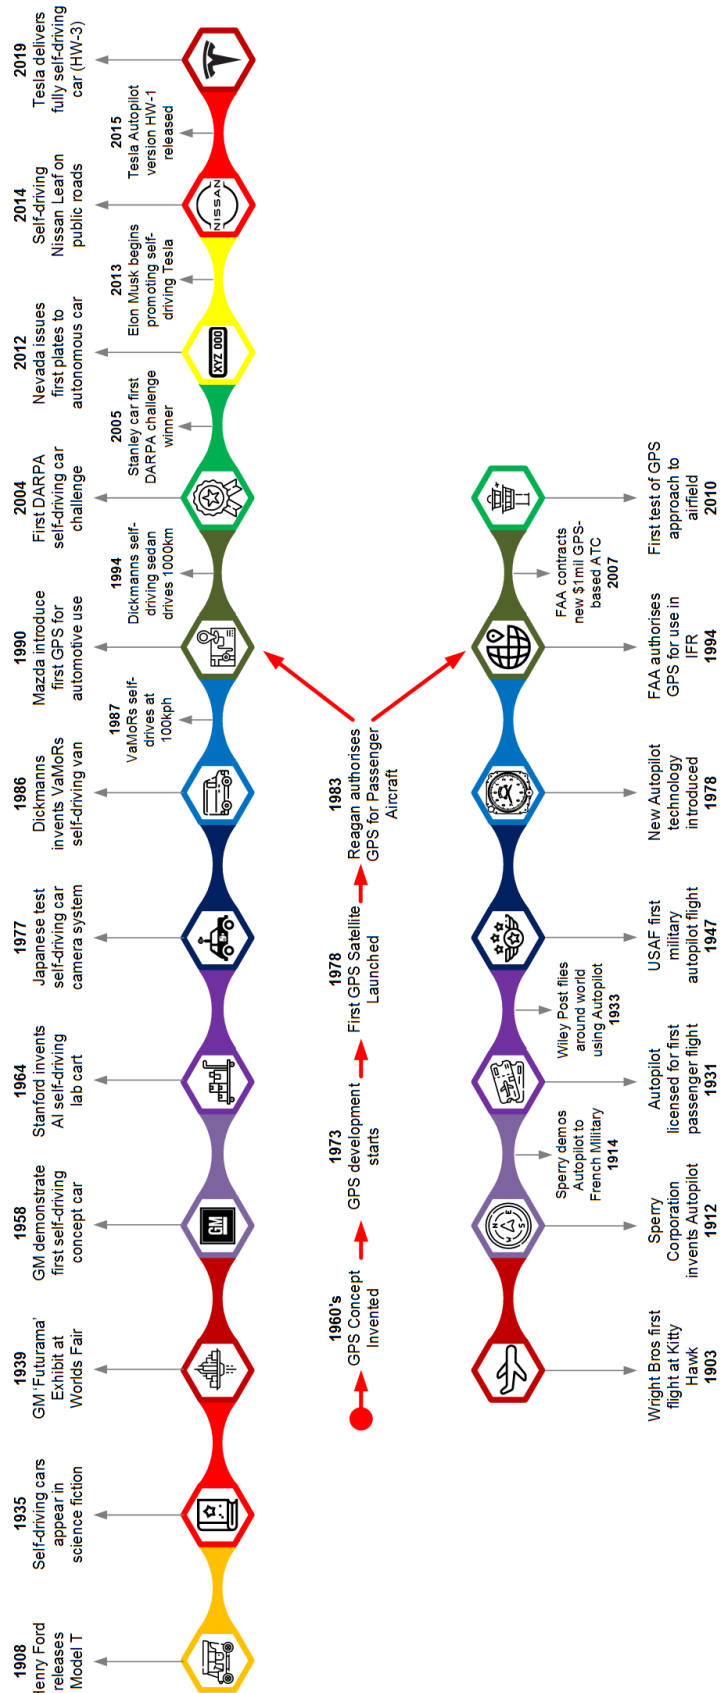 1908
Henry Ford
releases
Model T
1935
Self-driving cars
appear in
science fiction
1939
GM 'Futurama'
Exhibit at
Worlds Fair
1958
GM demonstrate
first self-driving
concept car
1964
Stanford invents
AI self-driving
lab cart
1977
Japanese test
self-driving car
camera system
1986
Dickmanns
invents VaMoRs
self-driving van
1987
VaMoRs self-
drives at
100kph
1990
Mazda introduce
first GPS for
automotive use
1994
Dickmanns self-
driving sedan
drives 1000km
2004
First DARPA
self-driving car
challenge
2005
Stanley car first
DARPA challenge
winner
2012
Nevada issues
first plates to
autonomous car
2013
Elon Musk begins
promoting self-
driving Tesla
2014
Self-driving
Nissan Leaf on
public roads
2015
Tesla Autopilot
version HW-1
released
2019
Tesla delivers
fully self-driving
car (HW-3)
GM
XYZ 000
NISSAN
1960's
GPS Concept
Invented
1973
GPS development
starts
1978
First GPS Satellite
Launched
1983
Reagan authorises
GPS for Passenger
Aircraft
N
E
S
W
Wright Bros first
flight at Kitty
Hawk
1903
Sperry
Corporation
invents Autopilot
1912
Sperry demos
Autopilot to
French Military
1914
Autopilot
licensed for first
passenger flight
1931
Wiley Post flies
around world
using Autopilot
1933
USAF first
military
autopilot flight
1947
New Autopilot
technology
introduced
1978
FAA authorises
GPS for use in
IFR
1994
FAA contracts
new $1mil GPS-
based ATC
2007
First test of GPS
approach to
airfield
2010